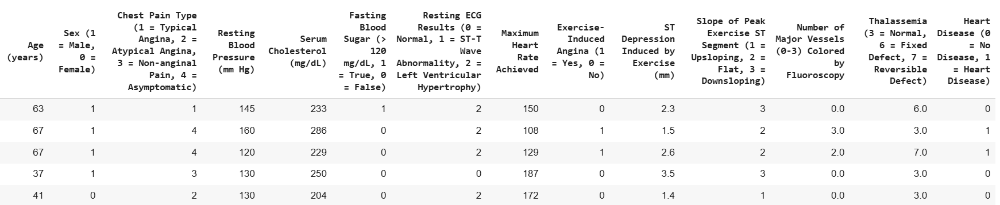 Age (years) Sex (1 = Male, 0 = Female) Chest Pain Type (1 = Typical Angina, 2 = Atypical Angina, 3 = Non-anginal Pain, 4 = Asymptomatic) Resting Blood Pressure (mm Hg) Serum Cholesterol (mg/dL) Fasting Blood Sugar (> 120 mg/dL, 1 = True, 0 = False) Resting ECG Results (0 = Normal, 1 = ST-T Wave Abnormality, 2 = Left Ventricular Hypertrophy) Maximum Heart Rate Achieved Exercise-Induced Angina (1 = Yes, 0 = No) ST Depression Induced by Exercise (mm) Slope of Peak Exercise ST Segment (1 = Upsloping, 2 = Flat, 3 = Downsloping) Number of Major Vessels (0-3) Colored by Fluoroscopy Thalassemia (3 = Normal, 6 = Fixed Defect, 7 = Reversible Defect) Heart Disease (0 = No Disease, 1 = Heart Disease)
63 1 1 145 233 1 2 150 0 2.3 3 0.0 6.0 0
67 1 4 160 286 0 2 108 1 1.5 2 3.0 3.0 1
67 1 4 120 229 0 2 129 1 2.6 2 2.0 7.0 1
37 1 3 130 250 0 0 187 0 3.5 3 0.0 3.0 0
41 0 2 130 204 0 2 172 0 1.4 1 0.0 3.0 0